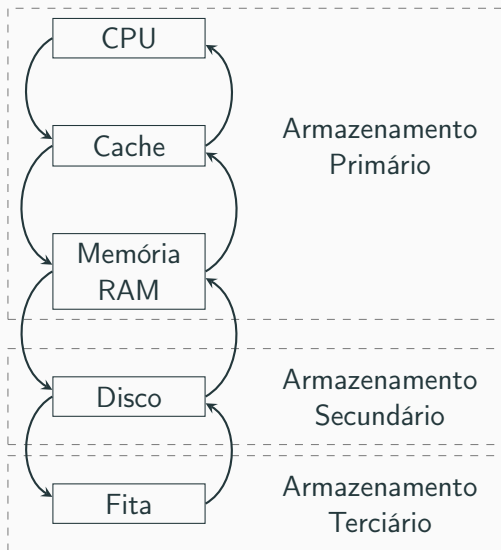 CPU
Cache
Armazenamento
Primário
Memória
RAM
Disco
Armazenamento
Secundário
Fita
Armazenamento
Terciário